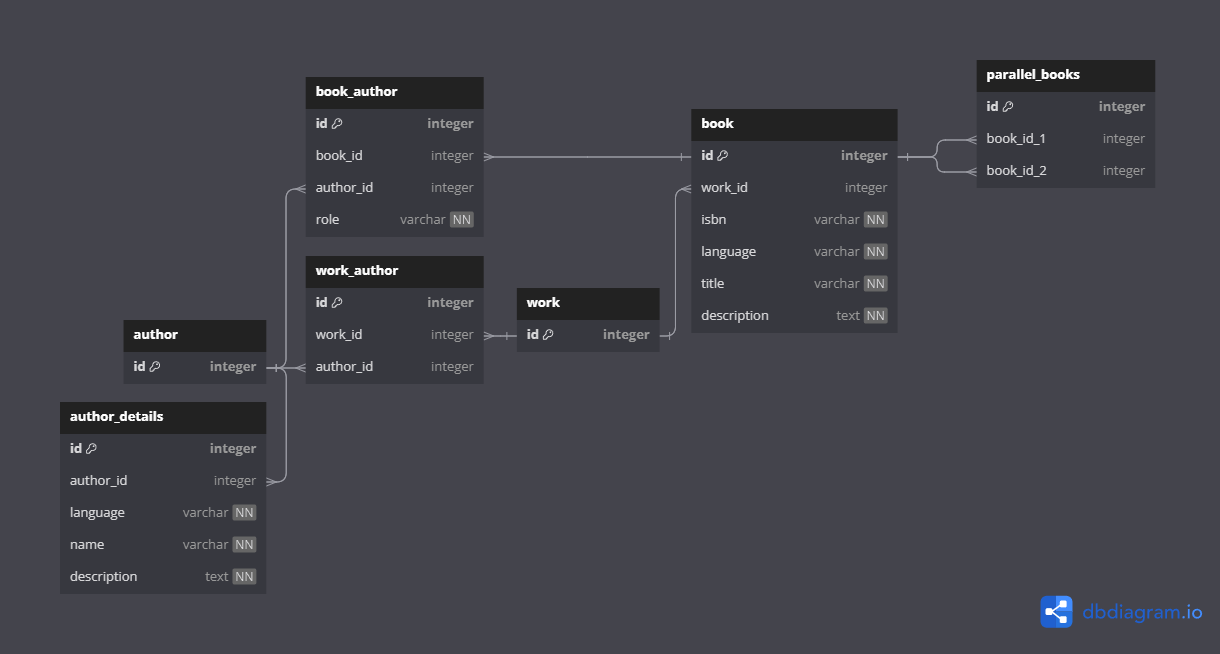 parallel_books
id integer
book_id_1 integer
book_id_2 integer
book_author
id integer
book_id integer
author_id integer
role varchar NN
book
id integer
work_id integer
isbn varchar NN
language varchar NN
title varchar NN
description text NN
work_author
id integer
work_id integer
author_id integer
work
id integer
author
id integer
author_details
id integer
author_id integer
language varchar NN
name varchar NN
description text NN
dbdiagram.io